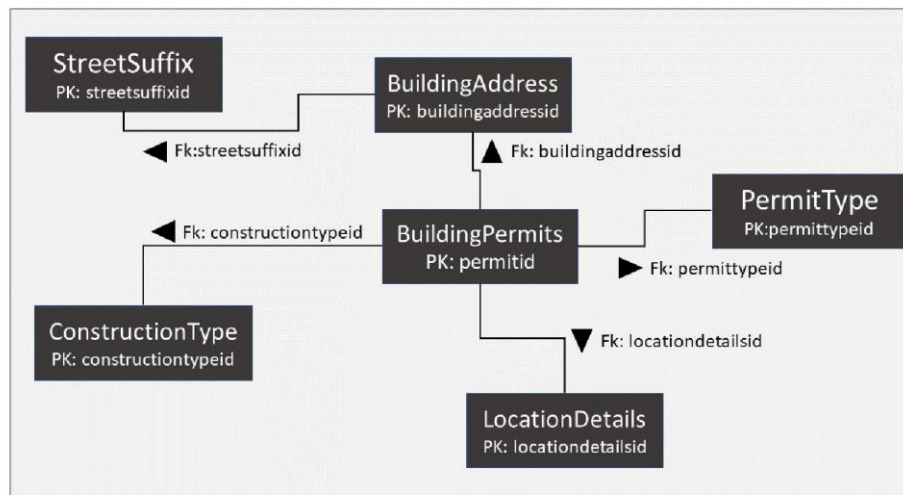 StreetSuffix
PK: streetsuffixid
BuildingAddress
PK: buildingaddressid
Fk:streetsuffixid
Fk: buildingaddressid
PermitType
PK:permittypeid
Fk: constructiontypeid
BuildingPermits
PK: permitid
Fk: permittypeid
ConstructionType
PK: constructiontypeid
Fk: locationdetailsid
LocationDetails
PK: locationdetailsid